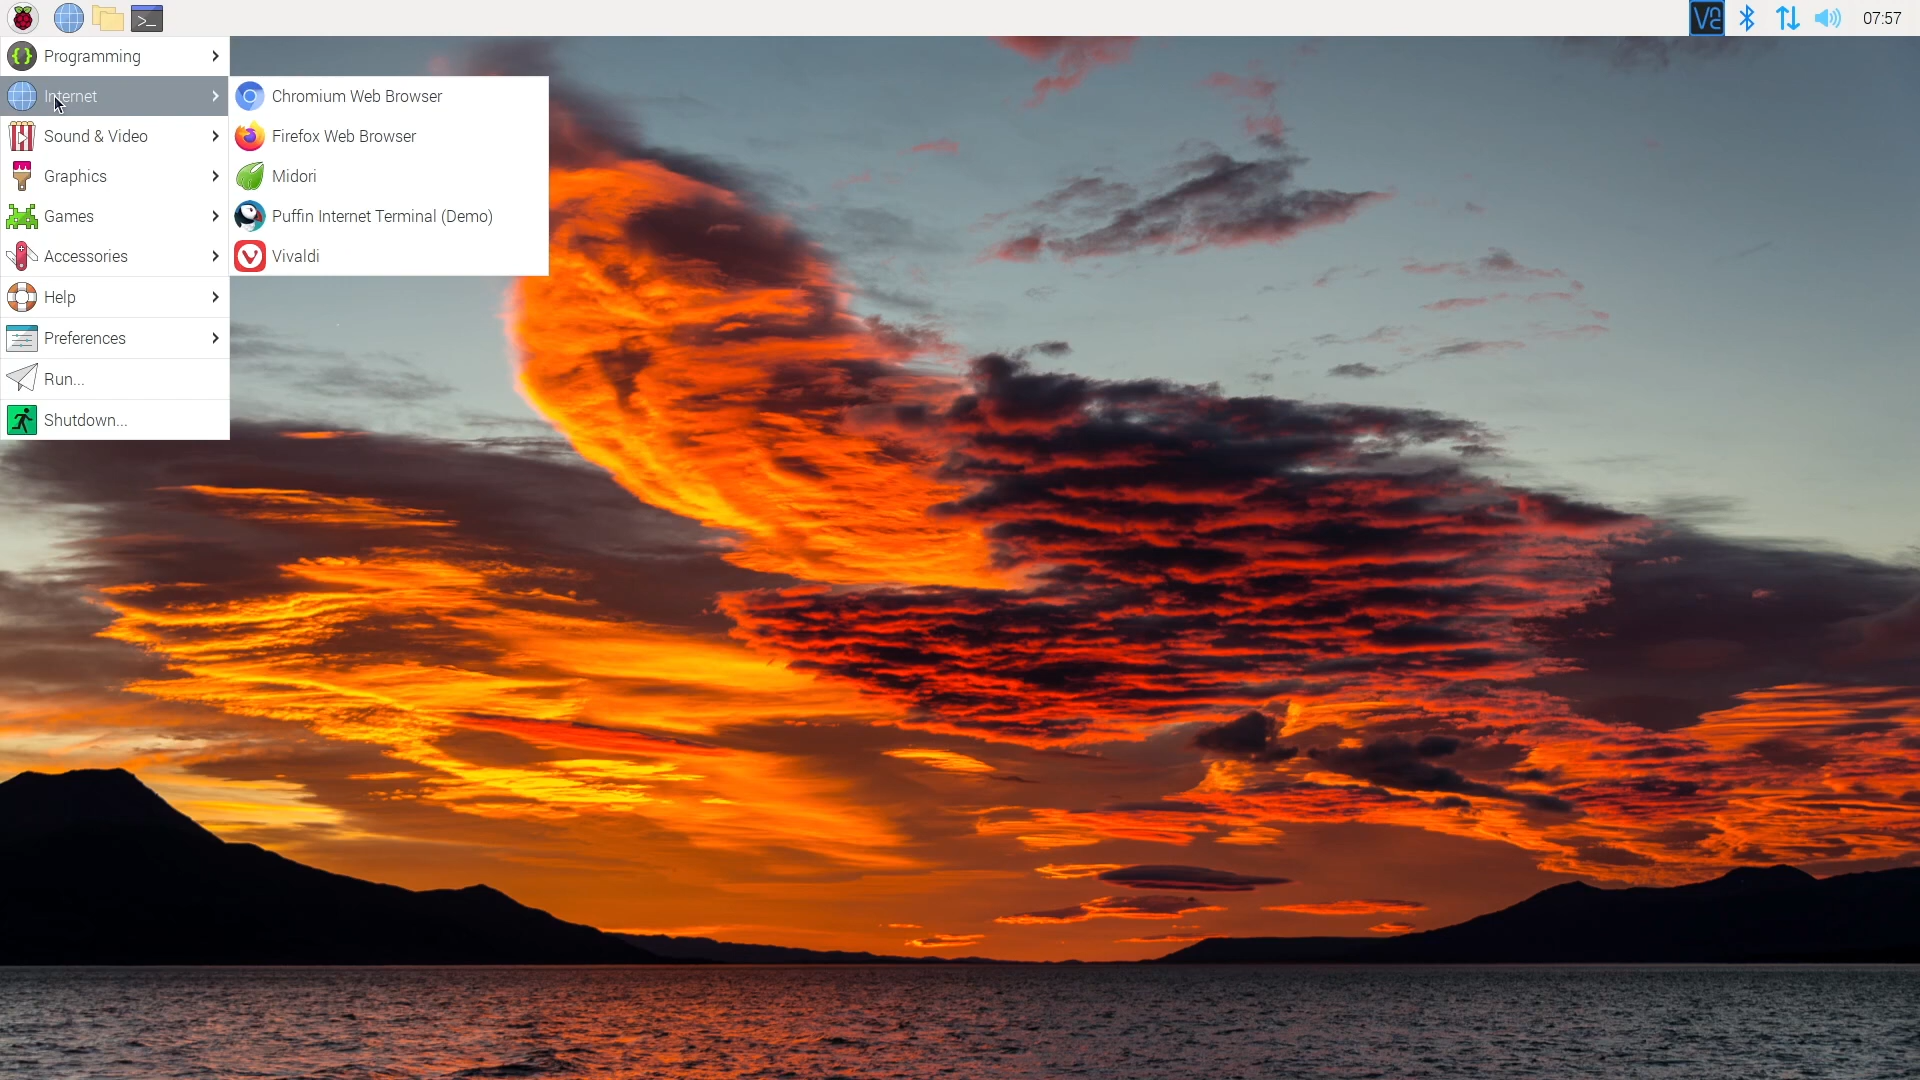 07:57
Programming
Internet
Sound & Video
Graphics
Games
Accessories
Help
Preferences
Run...
Shutdown...
Chromium Web Browser
Firefox Web Browser
Midori
Puffin Internet Terminal (Demo)
Vivaldi